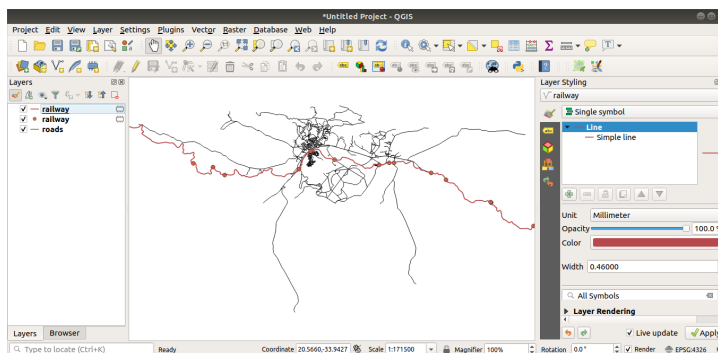 *Untitled Project - QGIS
Project Edit View Layer Settings Plugins Vector Raster Database Web Help
Layers
Layer Styling
railway
railway
railway
roads
Single symbol
Line
Simple line
Unit Millimeter
Opacity 100.0
Color
Width 0.46000
All Symbols
Layer Rendering
Live update Apply
Layers Browser
Type to locate (Ctrl+K) Ready Coordinate 20.5660,-33.9427 Scale 1:171500 Magnifier 100% Rotation 0.0° Render EPSG:4326